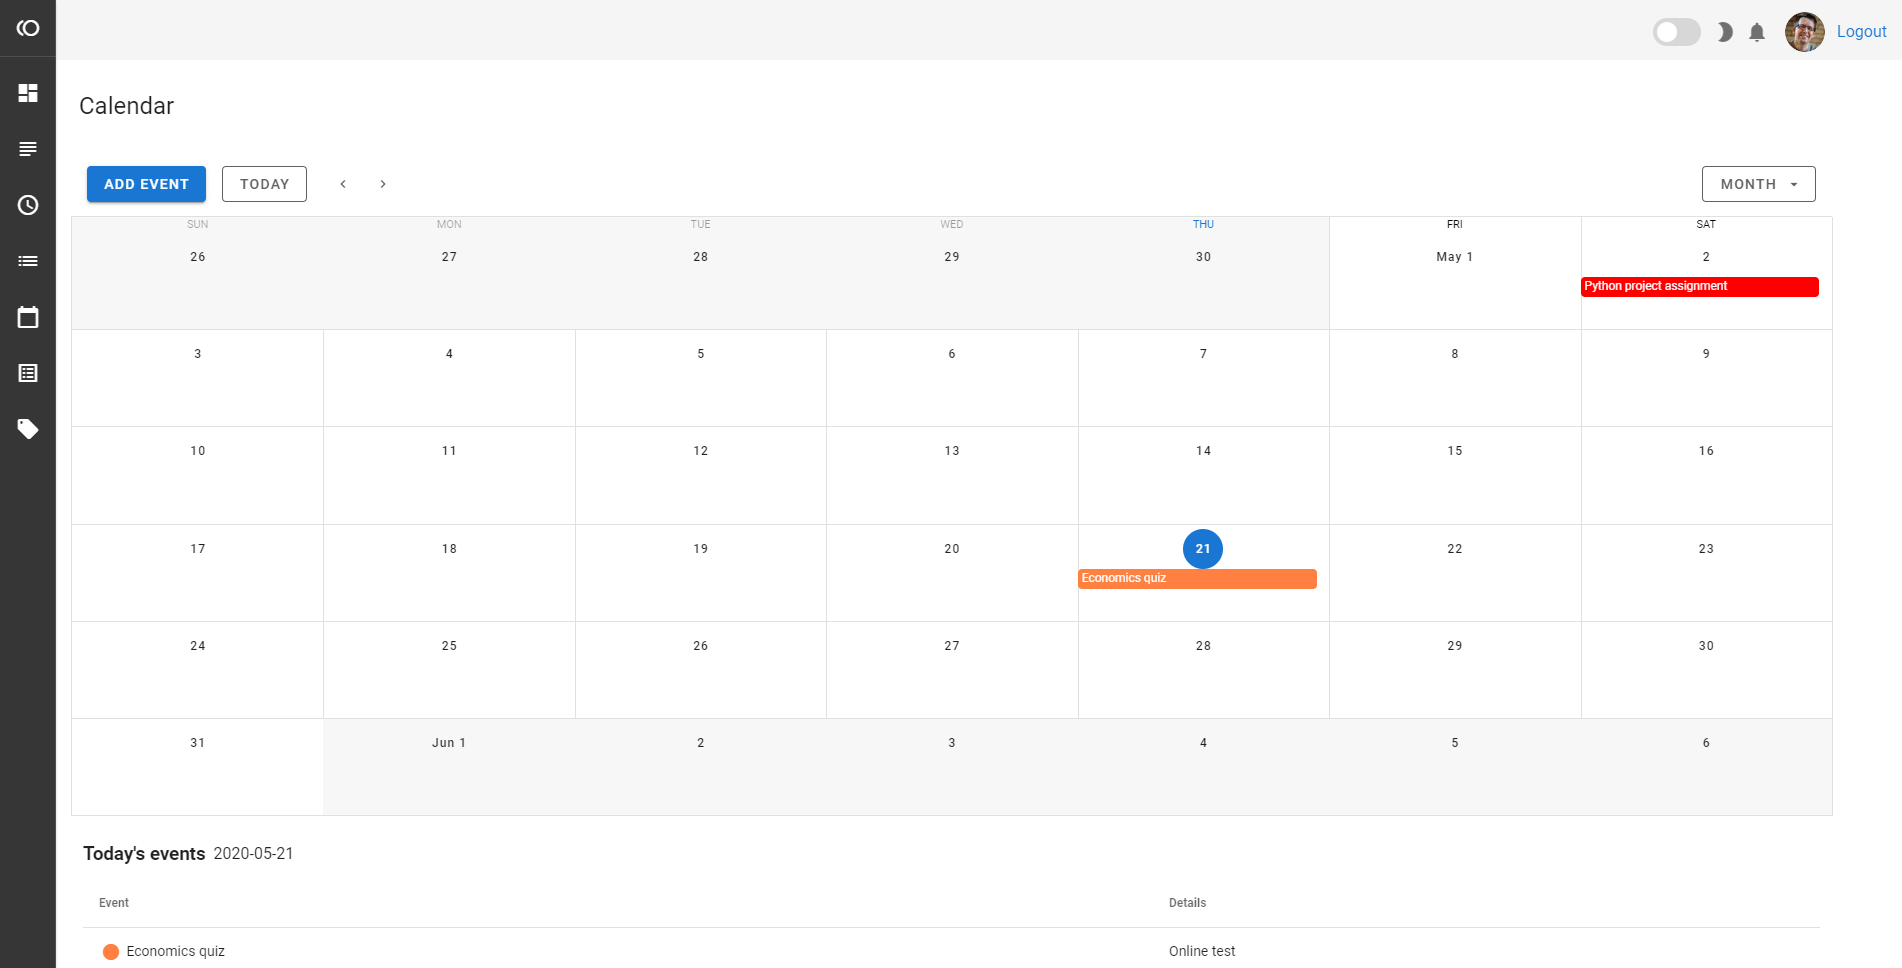 Logout
Calendar
ADD EVENT TODAY MONTH
SUN MON TUE WED THU FRI SAT
26 27 28 29 30 May 1 2
Python project assignment
3 4 5 6 7 8 9
10 11 12 13 14 15 16
17 18 19 20 21 22 23
Economics quiz
24 25 26 27 28 29 30
31 Jun 1 2 3 4 5 6
Today's events 2020-05-21
Event Details
Economics quiz Online test